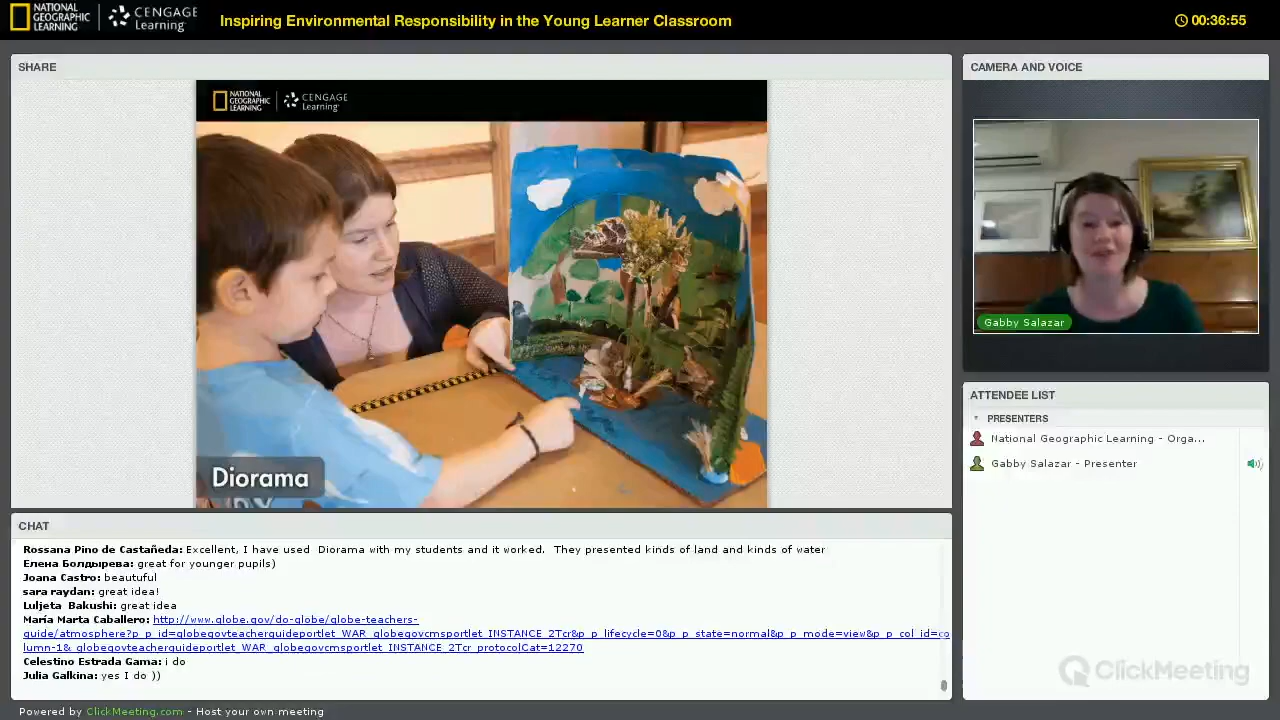 NATIONAL GEOGRAPHIC LEARNING
CENGAGE Learning™
Inspiring Environmental Responsibility in the Young Learner Classroom
00:36:55
SHARE
CAMERA AND VOICE
NATIONAL GEOGRAPHIC LEARNING
CENGAGE Learning™
Gabby Salazar
Diorama
ATTENDEE LIST
PRESENTERS
National Geographic Learning - Orga...
Gabby Salazar - Presenter
CHAT
Rossana Pino de Castañeda: Excellent, I have used Diorama with my students and it worked. They presented kinds of land and kinds of water
Елена Болдырева: great for younger pupils)
Joana Castro: beautuful
sara raydan: great idea!
Luljeta Bakushi: great idea
María Marta Caballero: http://www.globe.gov/do-globe/globe-teachers-
guide/atmosphere?p_p_id=globegovteacherguideportlet_WAR_globegovcmsportlet_INSTANCE_2Tcr&p_p_lifecycle=0&p_p_state=normal&p_p_mode=view&p_p_col_id=co
lumn-1&_globegovteacherguideportlet_WAR_globegovcmsportlet_INSTANCE_2Tcr_protocolCat=12270
Celestino Estrada Gama: i do
Julia Galkina: yes I do ))
ClickMeeting
Powered by ClickMeeting.com - Host your own meeting